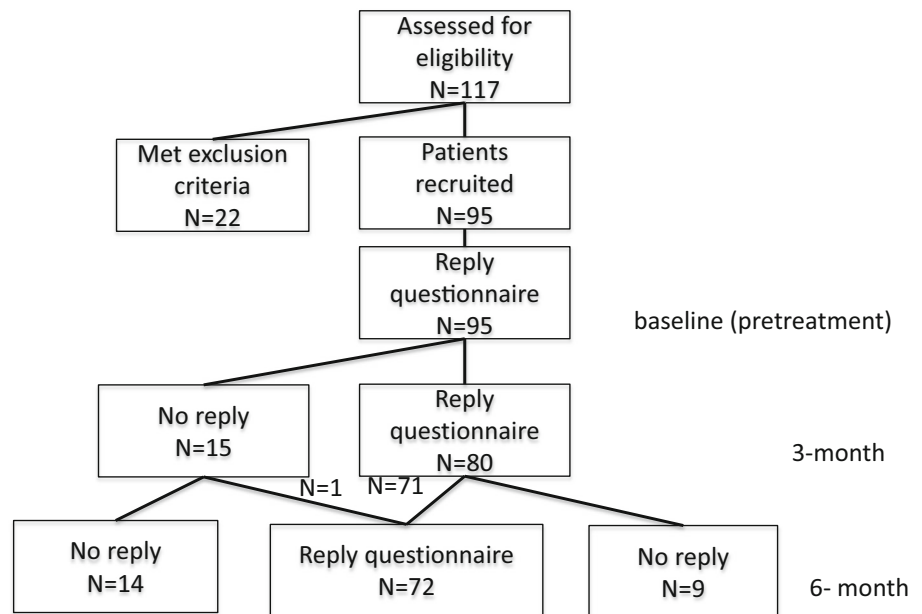 Assessed for
eligibility
N=117
Met exclusion
criteria
N=22
Patients
recruited
N=95
Reply
questionnaire
N=95
baseline (pretreatment)
No reply
N=15
Reply
questionnaire
N=80
3-month
N=1
N=71
No reply
N=14
Reply questionnaire
N=72
No reply
N=9
6- month